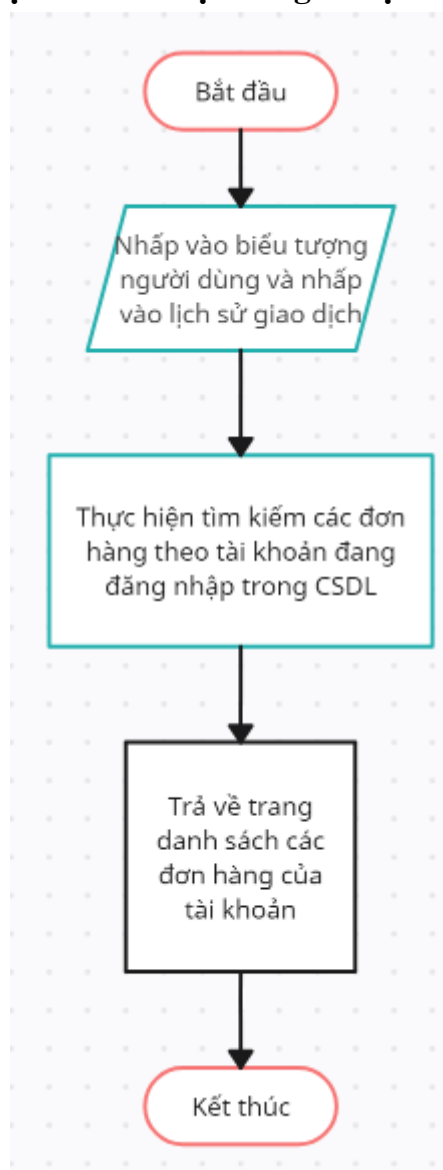 Bắt đầu
Nhấp vào biểu tượng
người dùng và nhấp
vào lịch sử giao dịch
Thực hiện tìm kiếm các đơn
hàng theo tài khoản đang
đăng nhập trong CSDL
Trả về trang
danh sách các
đơn hàng của
tài khoản
Kết thúc